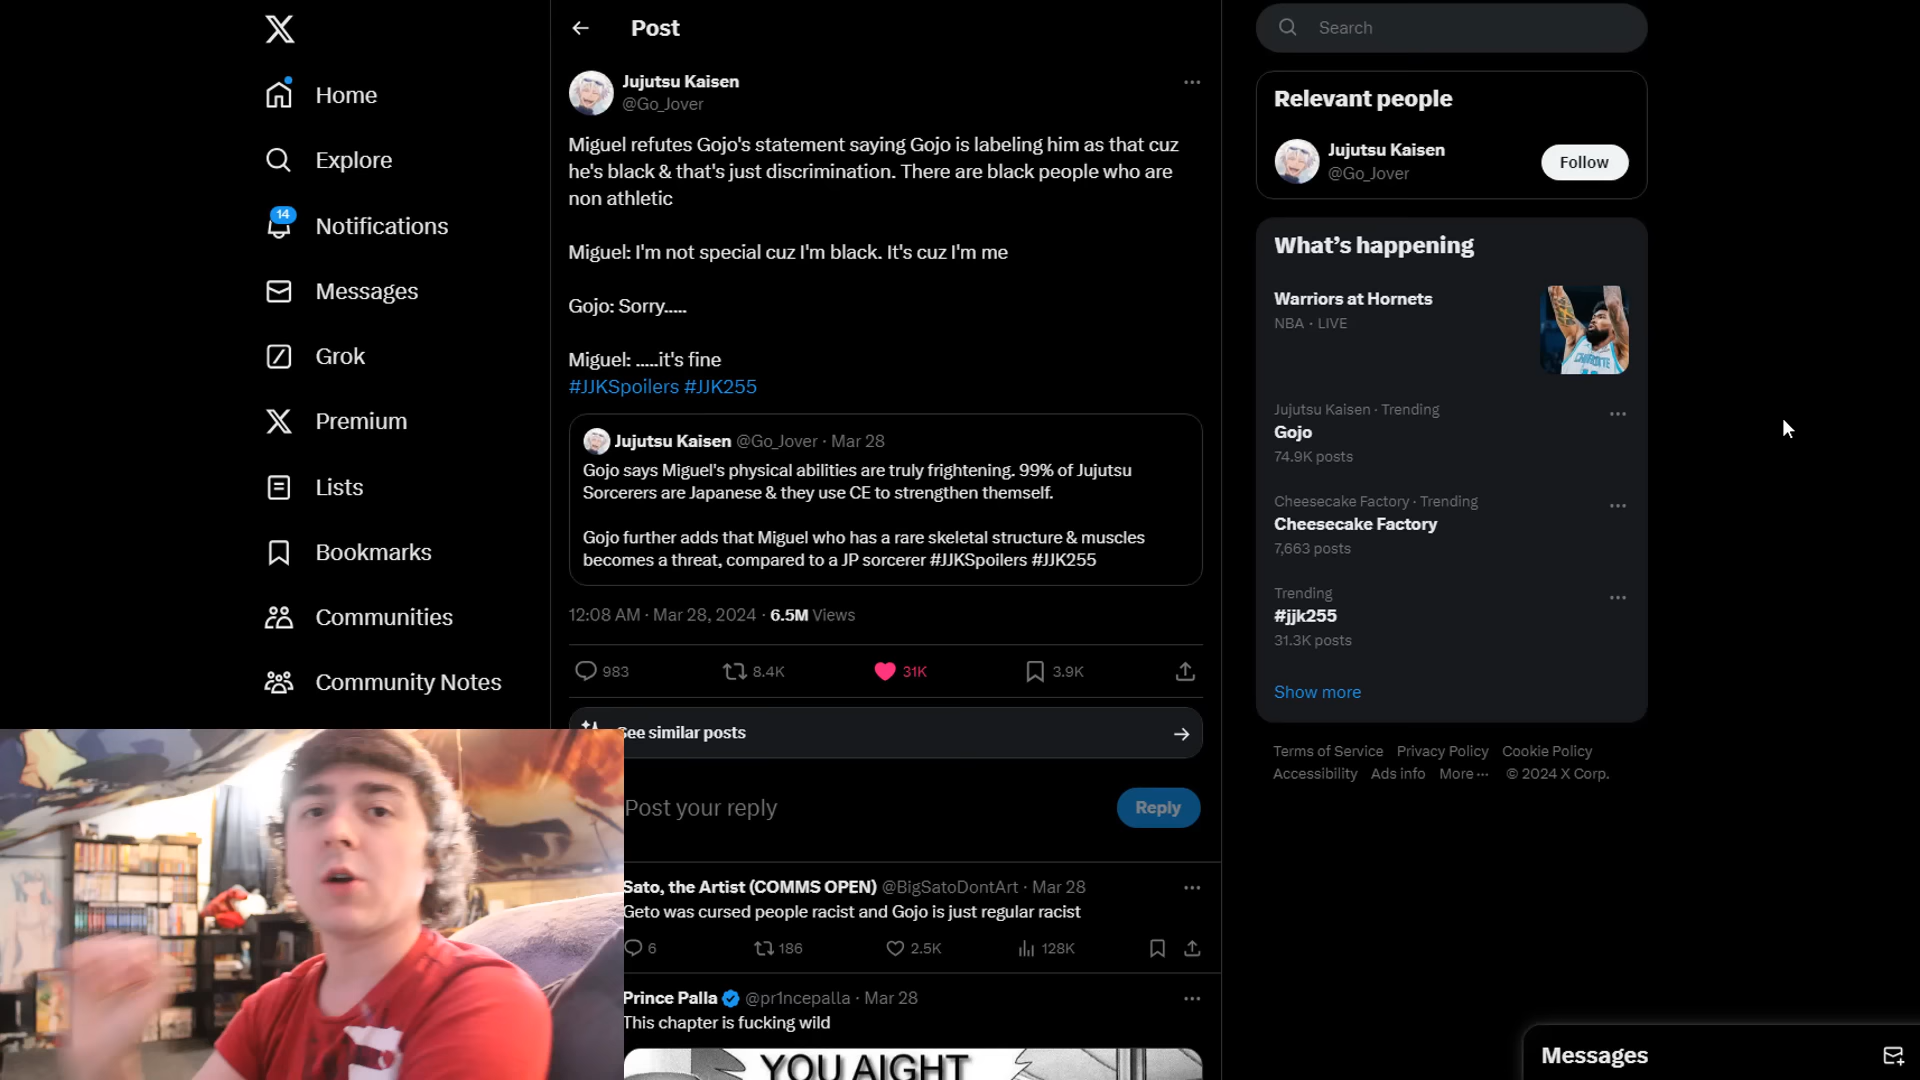 Home
Explore
14
Notifications
Messages
Grok
Premium
Lists
Bookmarks
Communities
Community Notes
Post
Jujutsu Kaisen
@Go_Jover
Miguel refutes Gojo's statement saying Gojo is labeling him as that cuz
he's black & that's just discrimination. There are black people who are
non athletic
Miguel: I'm not special cuz I'm black. It's cuz I'm me
Gojo: Sorry.....
Miguel: .....it's fine
#JJKSpoilers #JJK255
Jujutsu Kaisen @Go_Jover · Mar 28
Gojo says Miguel's physical abilities are truly frightening. 99% of Jujutsu
Sorcerers are Japanese & they use CE to strengthen themself.
Gojo further adds that Miguel who has a rare skeletal structure & muscles
becomes a threat, compared to a JP sorcerer #JJKSpoilers #JJK255
12:08 AM · Mar 28, 2024 · 6.5M Views
983 8.4K 31K 3.9K
See similar posts
Post your reply
Reply
Sato, the Artist (COMMS OPEN) @BigSatoDontArt · Mar 28
Geto was cursed people racist and Gojo is just regular racist
6 186 2.5K 128K
Prince Palla @pr1ncepalla · Mar 28
This chapter is fucking wild
YOU AIGHT
Search
Relevant people
Jujutsu Kaisen
@Go_Jover
Follow
What's happening
Warriors at Hornets
NBA · LIVE
Jujutsu Kaisen · Trending
Gojo
74.9K posts
Cheesecake Factory · Trending
Cheesecake Factory
7,663 posts
Trending
#jjk255
31.3K posts
Show more
Terms of Service Privacy Policy Cookie Policy
Accessibility Ads info More ··· © 2024 X Corp.
Messages